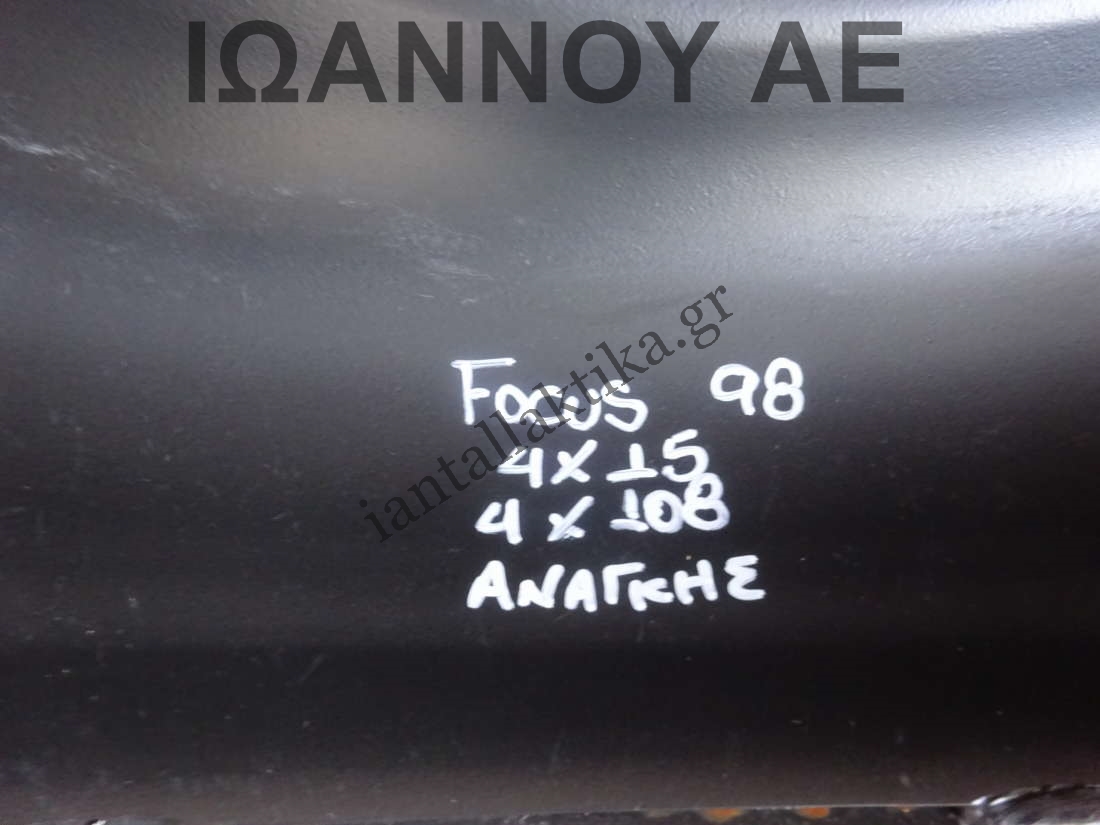 ΙΩΑΝΝΟΥ ΑΕ
iantallaktika.gr
Focus 98
4X15
4X108
ΑΝΑΓΚΗΣ